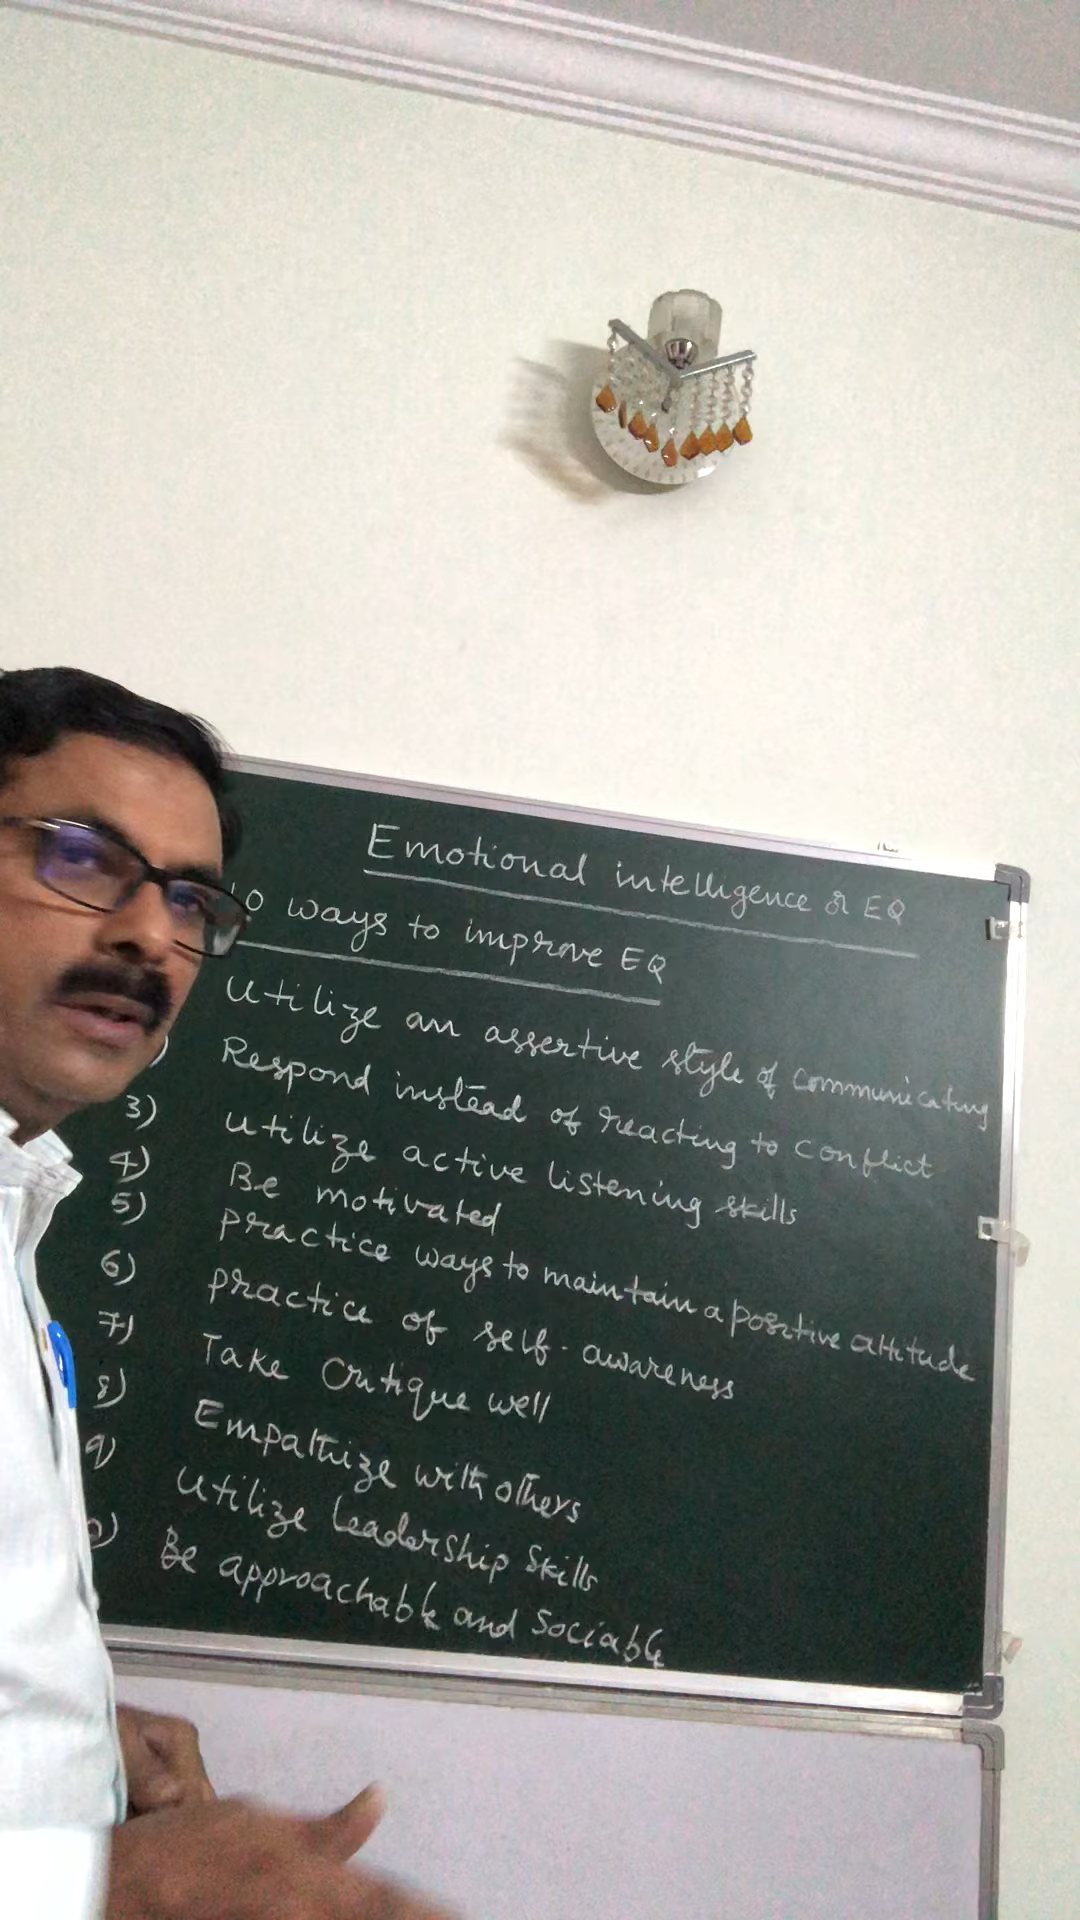 Emotional intelligence or EQ
10 ways to improve EQ
Utilize an assertive style of communicating
) Respond instead of reacting to conflict
3) utilize active listening skills
4) Be motivated
5) practice ways to maintain a positive attitude
6) practice of self-awareness
7) Take critique well
8) Empathize with others
9) utilize leadership skills
0) Be approachable and sociable